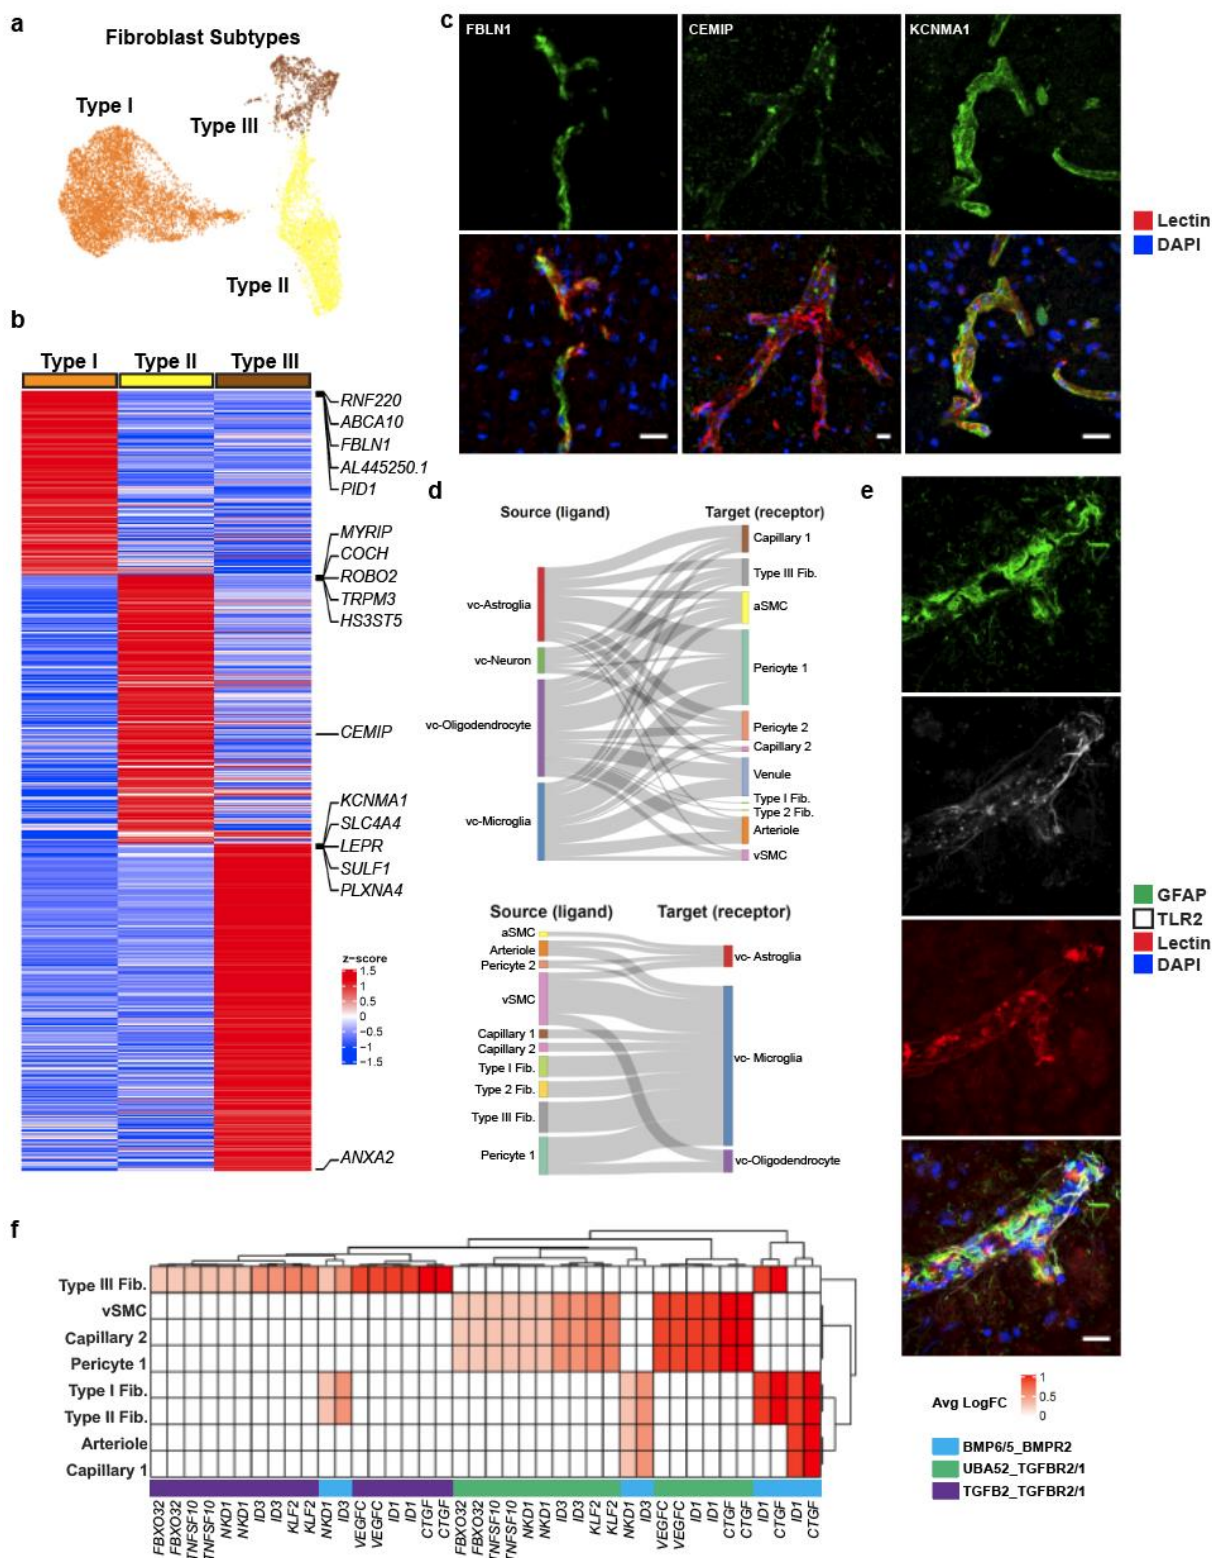 a
Fibroblast Subtypes
Type I
Type III
Type II
b
Type I
Type II
Type III
RNF220
ABCA10
FBLN1
AL445250.1
PID1
MYRIP
COCH
ROBO2
TRPM3
HS3ST5
CEMIP
KCNMA1
SLC4A4
LEPR
SULF1
PLXNA4
z-score
1.5
1
0.5
0
−0.5
−1
−1.5
ANXA2
c
FBLN1
CEMIP
KCNMA1
Lectin
DAPI
d
Source (ligand)
Target (receptor)
vc-Astroglia
vc-Neuron
vc-Oligodendrocyte
vc-Microglia
Capillary 1
Type III Fib.
aSMC
Pericyte 1
Pericyte 2
Capillary 2
Venule
Type I Fib.
Type 2 Fib.
Arteriole
vSMC
Source (ligand)
Target (receptor)
aSMC
Arteriole
Pericyte 2
vSMC
Capillary 1
Capillary 2
Type I Fib.
Type 2 Fib.
Type III Fib.
Pericyte 1
vc- Astroglia
vc- Microglia
vc-Oligodendrocyte
e
GFAP
TLR2
Lectin
DAPI
f
Type III Fib.
vSMC
Capillary 2
Pericyte 1
Type I Fib.
Type II Fib.
Arteriole
Capillary 1
FBXO32
FBXO32
TNFSF10
TNFSF10
NKD1
NKD1
ID3
ID3
KLF2
KLF2
NKD1
ID3
VEGFC
VEGFC
ID1
ID1
CTGF
CTGF
FBXO32
FBXO32
TNFSF10
TNFSF10
NKD1
NKD1
ID3
ID3
KLF2
KLF2
NKD1
ID3
VEGFC
VEGFC
ID1
ID1
CTGF
CTGF
ID1
CTGF
ID1
CTGF
Avg LogFC
1
0.5
0
BMP6/5_BMPR2
UBA52_TGFBR2/1
TGFB2_TGFBR2/1